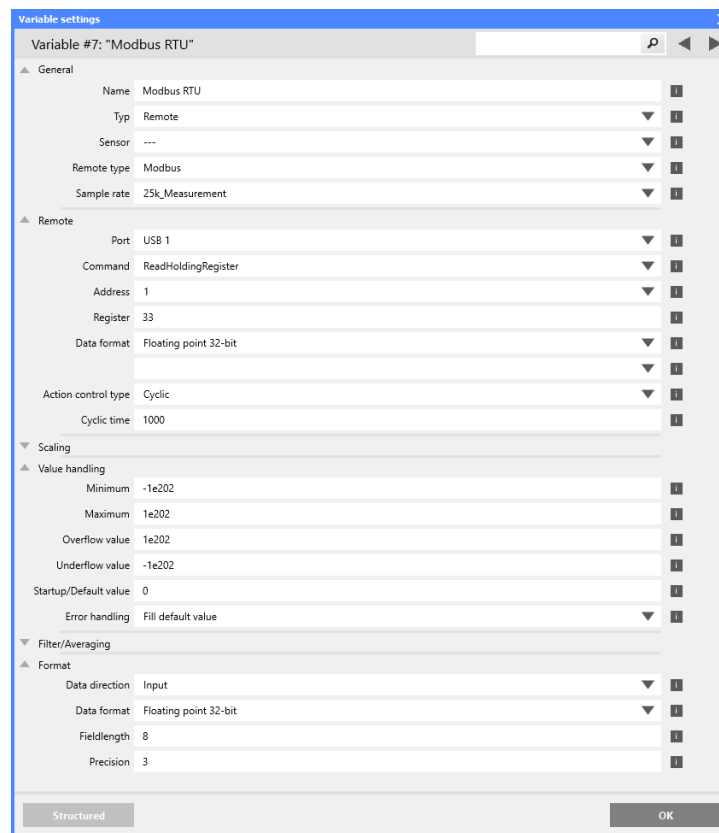 Variable settings
Variable #7: "Modbus RTU"
General
Name Modbus RTU
Typ Remote
Sensor ---
Remote type Modbus
Sample rate 25k_Measurement
Remote
Port USB 1
Command ReadHoldingRegister
Address 1
Register 33
Data format Floating point 32-bit
Action control type Cyclic
Cyclic time 1000
Scaling
Value handling
Minimum -1e202
Maximum 1e202
Overflow value 1e202
Underflow value -1e202
Startup/Default value 0
Error handling Fill default value
Filter/Averaging
Format
Data direction Input
Data format Floating point 32-bit
Fieldlength 8
Precision 3
Structured OK